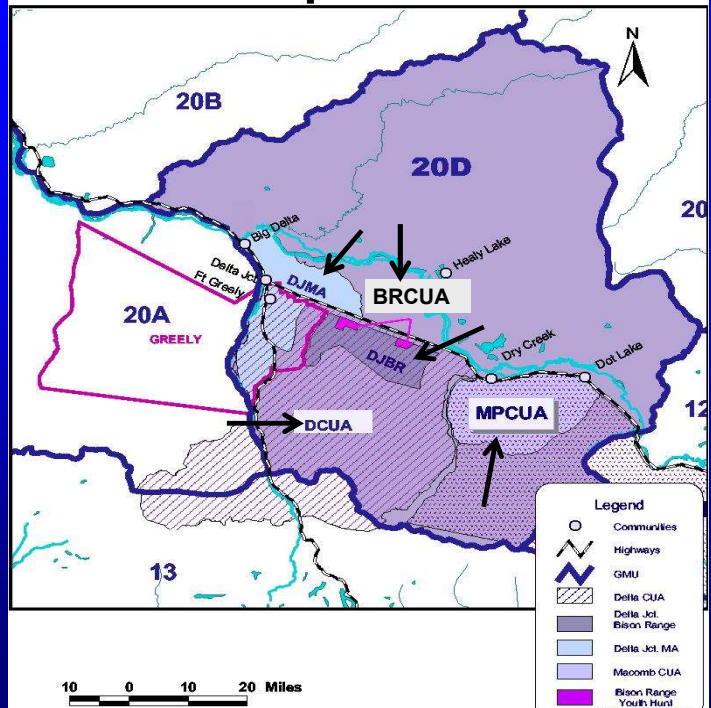 N
20B
20D
20
Big Delta
Delta Jct
Ft Greely
DJMA
Healy Lake
BRCUA
20A
GREELY
DJBR
Dry Creek
Dot Lake
12
DCUA
MPCUA
13
Legend
Communities
Highways
GMU
Delta CUA
Delta Jct.
Bison Range
Delta Jct. MA
Macomb CUA
Bison Range
Youth Hunt
10 0 10 20 Miles